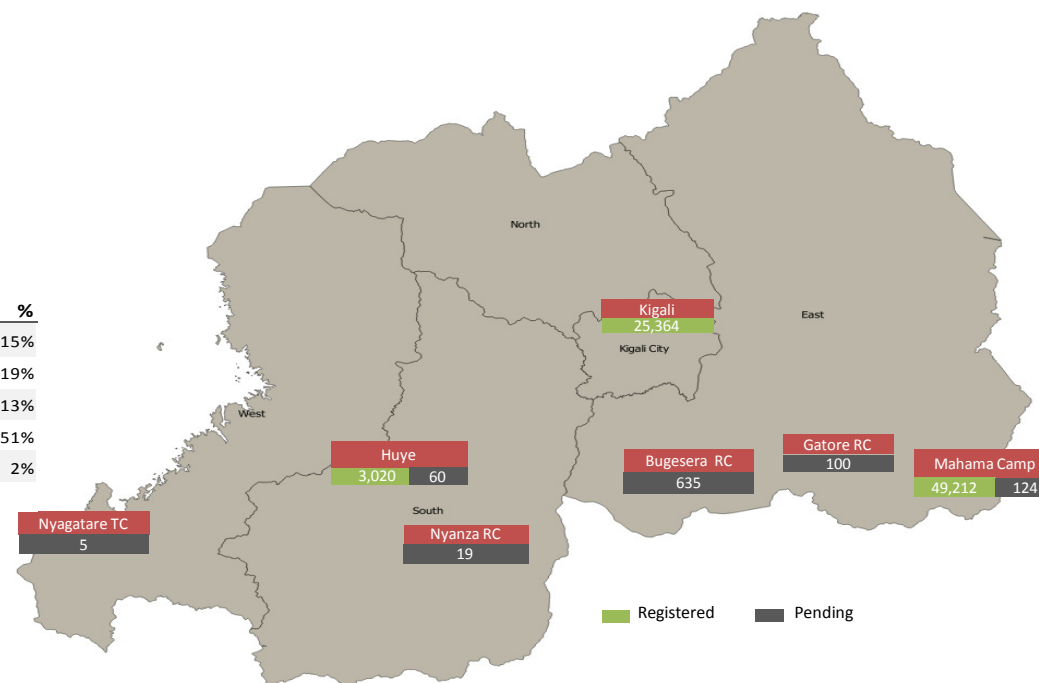 North
%
15%
19%
13%
51%
2%
Kigali
25,364
Kigali City
East
West
Huye
3,020 60
Bugesera RC
635
Gatore RC
100
Mahama Camp
49,212 124
South
Nyagatare TC
5
Nyanza RC
19
Registered Pending